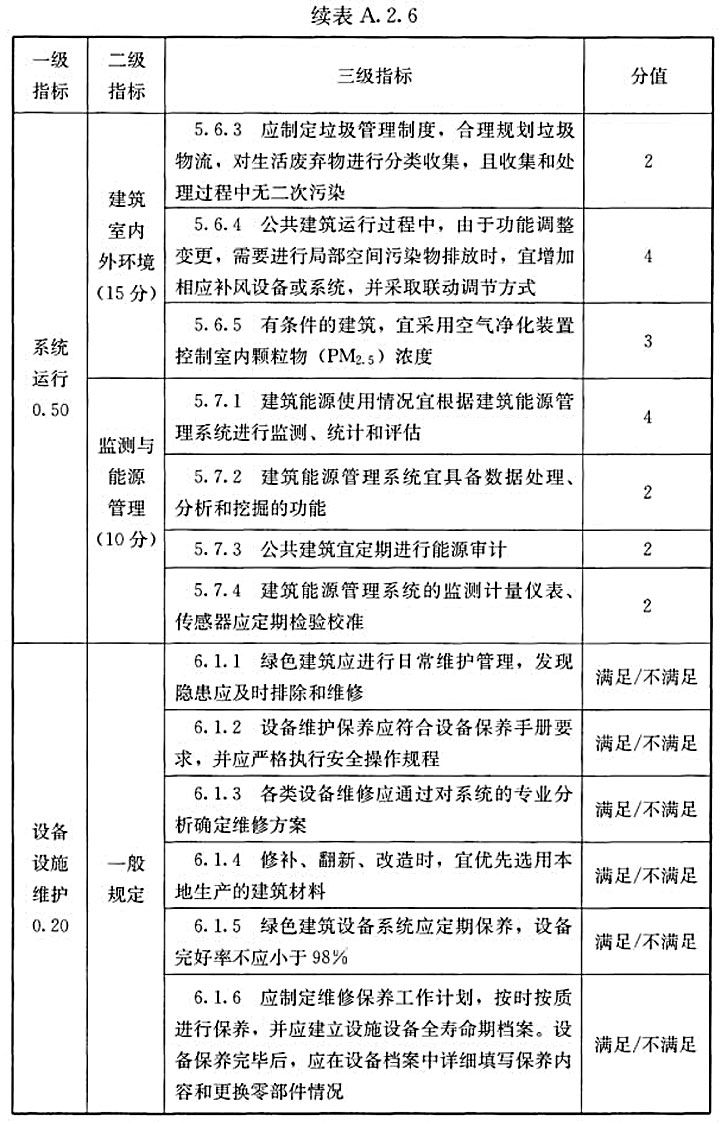 续表 A.2.6
一级
指标
二级
指标
三级指标
分值
系统
运行
0.50
建筑
室内
外环境
(15分)
5.6.3 应制定垃圾管理制度，合理规划垃圾
物流，对生活废弃物进行分类收集，且收集和处
理过程中无二次污染
2
5.6.4 公共建筑运行过程中，由于功能调整
变更，需要进行局部空间污染物排放时，宜增加
相应补风设备或系统，并采取联动调节方式
4
5.6.5 有条件的建筑，宜采用空气净化装置
控制室内颗粒物（PM2.5）浓度
3
监测与
能源
管理
(10分)
5.7.1 建筑能源使用情况宜根据建筑能源管
理系统进行监测、统计和评估
4
5.7.2 建筑能源管理系统宜具备数据处理、
分析和挖掘的功能
2
5.7.3 公共建筑宜定期进行能源审计
2
5.7.4 建筑能源管理系统的监测计量仪表、
传感器应定期检验校准
2
设备
设施
维护
0.20
一般
规定
6.1.1 绿色建筑应进行日常维护管理，发现
隐患应及时排除和维修
满足/不满足
6.1.2 设备维护保养应符合设备保养手册要
求，并应严格执行安全操作规程
满足/不满足
6.1.3 各类设备维修应通过对系统的专业分
析确定维修方案
满足/不满足
6.1.4 修补、翻新、改造时，宜优先选用本
地生产的建筑材料
满足/不满足
6.1.5 绿色建筑设备系统应定期保养，设备
完好率不应小于98%
满足/不满足
6.1.6 应制定维修保养工作计划，按时按质
进行保养，并应建立设施设备全寿命期档案。设
备保养完毕后，应在设备档案中详细填写保养内
容和更换零部件情况
满足/不满足